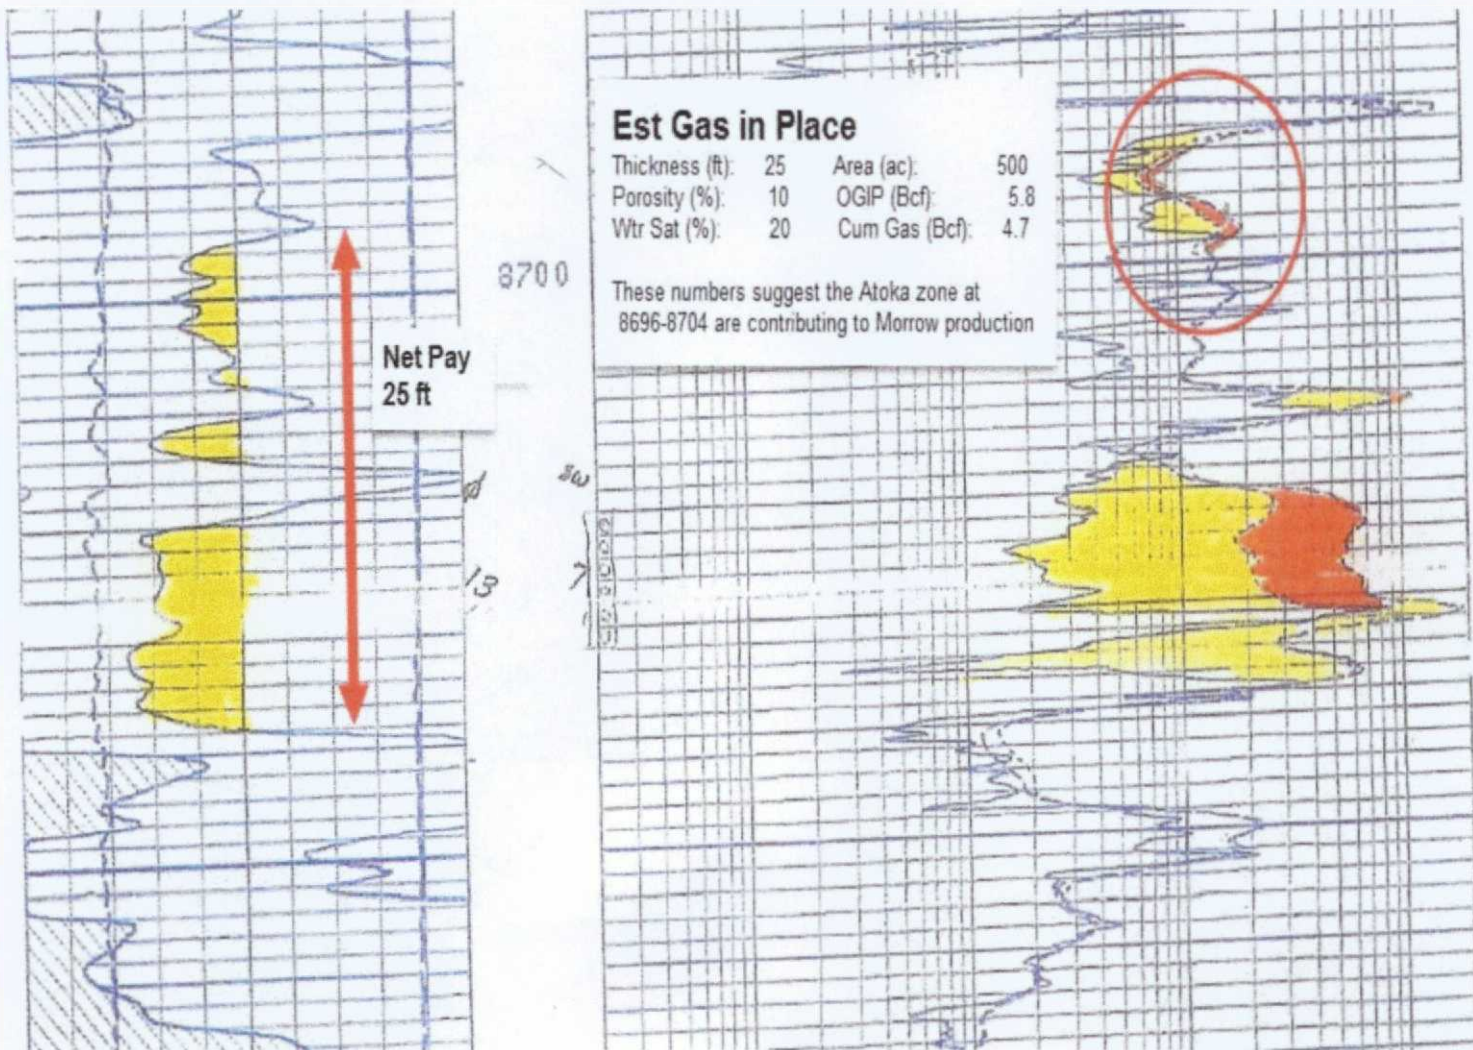 Est Gas in Place
Thickness (ft): 25 Area (ac): 500
Porosity (%): 10 OGIP (Bcf): 5.8
Wtr Sat (%): 20 Cum Gas (Bcf): 4.7
These numbers suggest the Atoka zone at
8696-8704 are contributing to Morrow production
8700
Net Pay
25 ft
ϕ sw
13 7